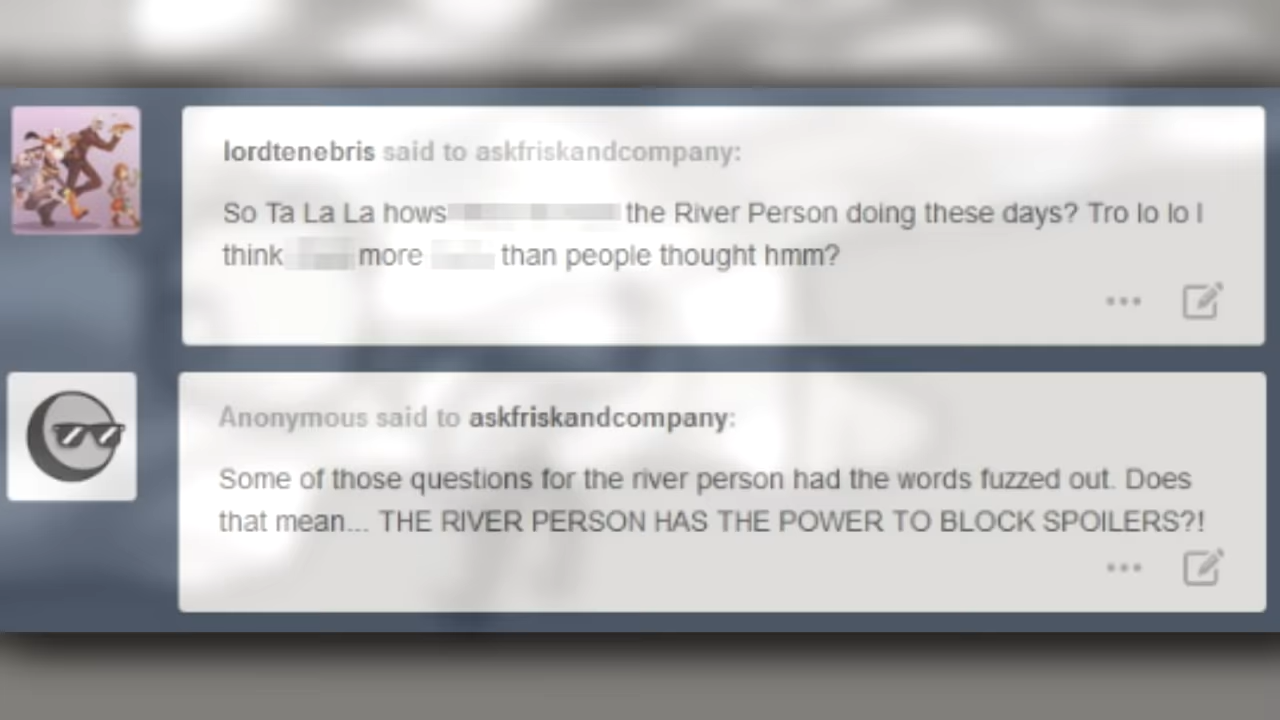 lordtenebris said to askfriskandcompany:
So Ta La La hows the River Person doing these days? Tro lo lo I
think more than people thought hmm?
Anonymous said to askfriskandcompany:
Some of those questions for the river person had the words fuzzed out. Does
that mean... THE RIVER PERSON HAS THE POWER TO BLOCK SPOILERS?!